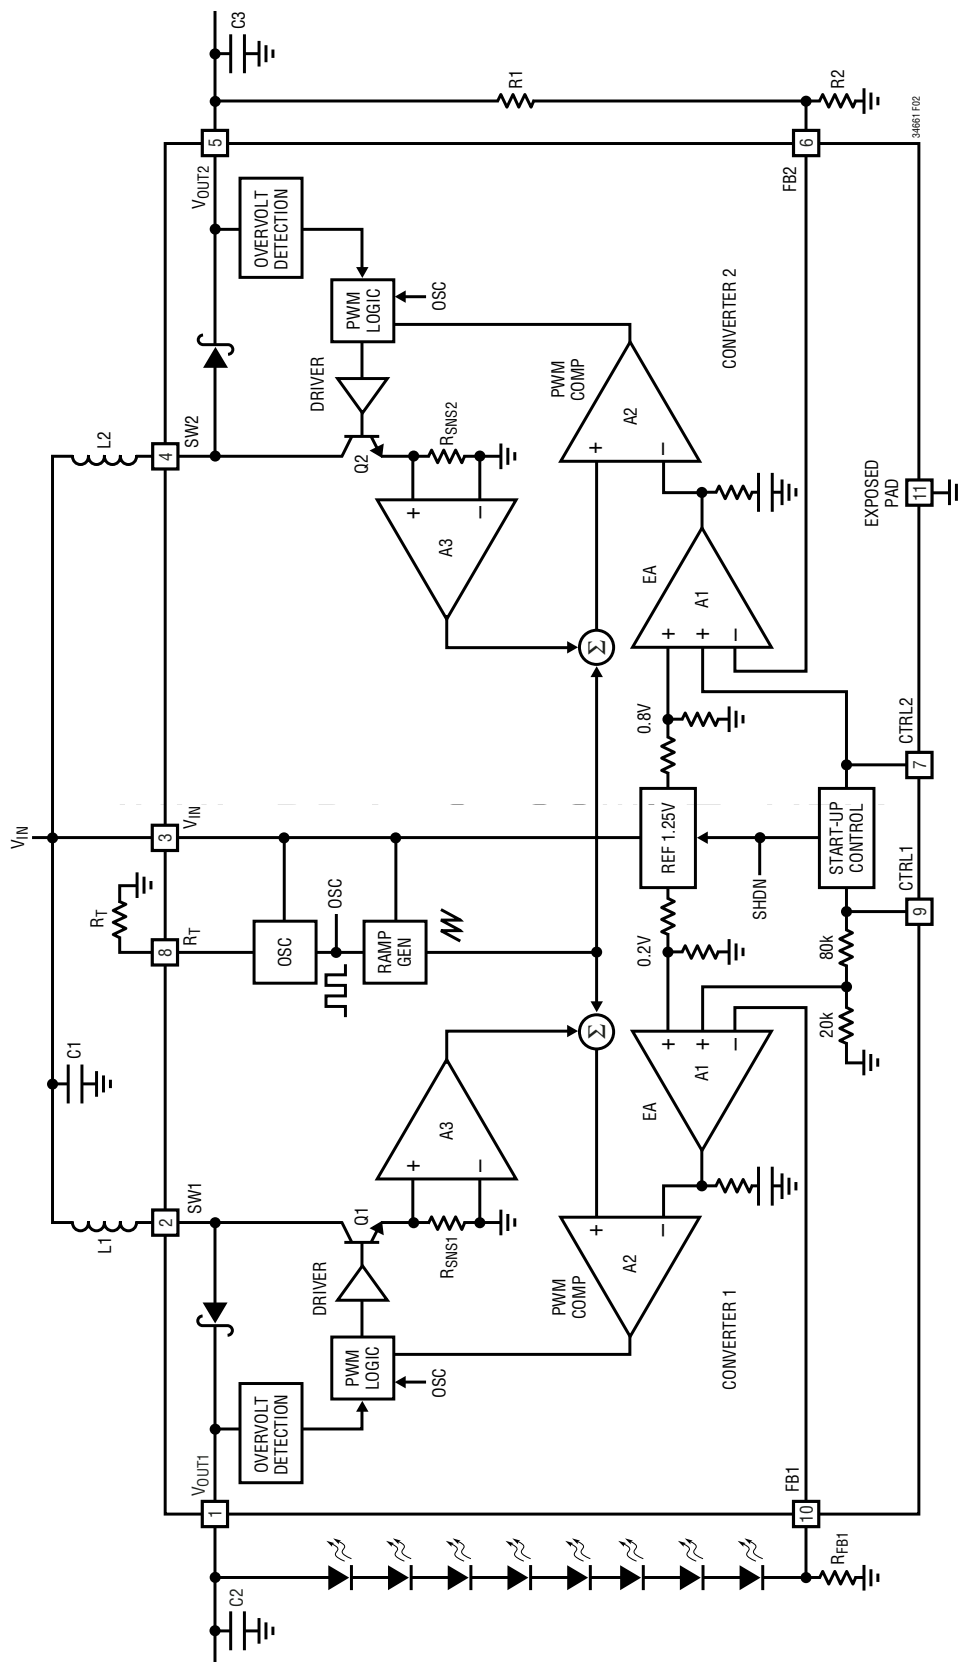 VIN
C1
L1
L2
RT
C2
C3
2
8
3
4
SW1
RT
VIN
SW2
VOUT1
1
VOUT2
5
OVERVOLT
DETECTION
OVERVOLT
DETECTION
OSC
OSC
RAMP
GEN
DRIVER
DRIVER
PWM
LOGIC
PWM
LOGIC
OSC
OSC
Q1
Q2
RSNS1
RSNS2
+
−
A3
+
−
A3
R1
Σ
Σ
PWM
COMP
+
−
A2
PWM
COMP
+
−
A2
EA
+
+
−
A1
0.2V
REF 1.25V
0.8V
EA
+
+
−
A1
CONVERTER 1
SHDN
CONVERTER 2
FB1
10
FB2
6
RFB1
20k
80k
START-UP
CONTROL
R2
EXPOSED
PAD
CTRL1
CTRL2
9
7
11
34661 F02